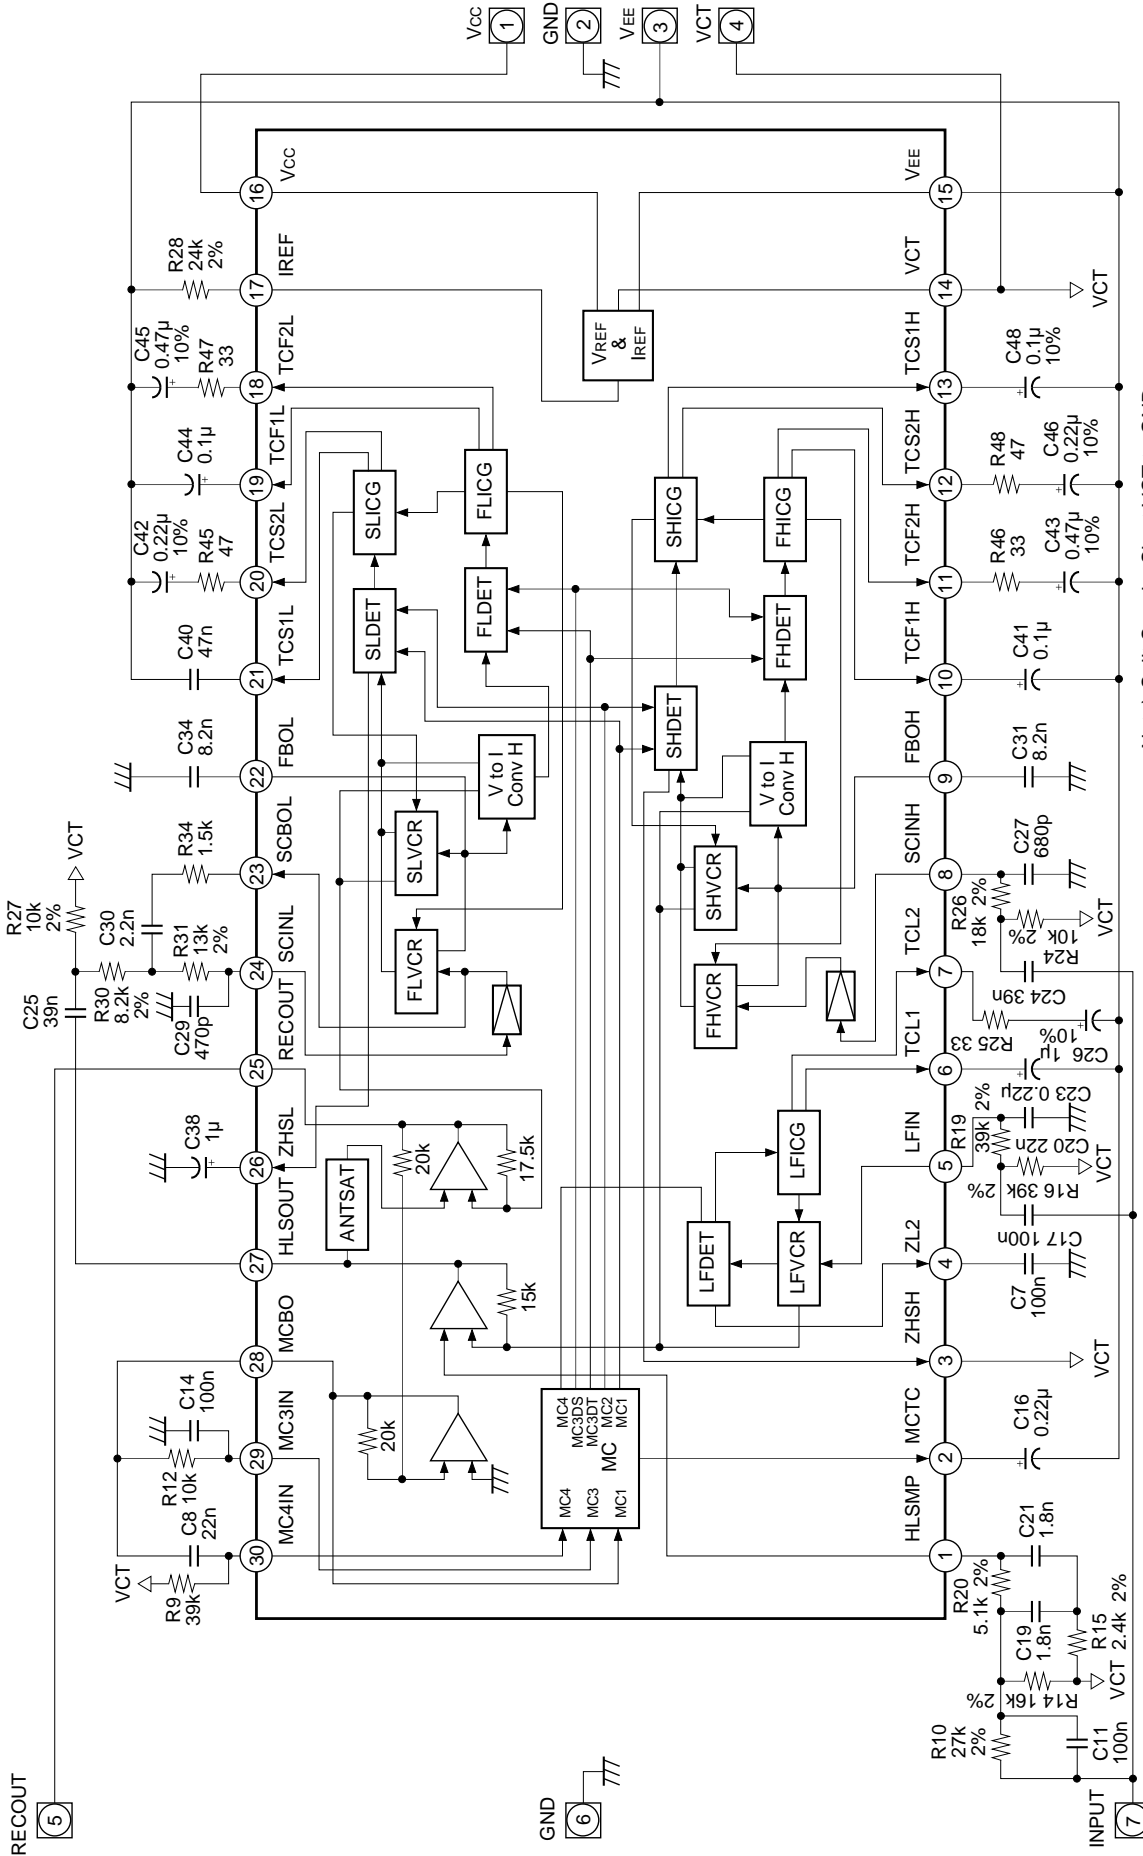 VCC
1
GND
2
VEE
3
VCT
4
RECOUT
5
GND
6
INPUT
7
VCT
R9
39k
C8
22n
R12
10k
C14
100n
C38
1µ
C25
39n
R27
10k
2%
VCT
R30
8.2k
2%
C30
2.2n
C29
470p
R31
13k
2%
R34
1.5k
C34
8.2n
C40
47n
C42
0.22µ
10%
R45
47
C44
0.1µ
C45
0.47µ
10%
R47
33
R28
24k
2%
30
MC4IN
29
MC3IN
28
MCBO
27
HLSOUT
26
ZHSL
25
RECOUT
24
SCINL
23
SCBOL
22
FBOL
21
TCS1L
20
TCS2L
19
TCF1L
18
TCF2L
17
IREF
16
VCC
20k
15k
ANTSAT
20k
17.5k
FLVCR
SLVCR
V to I
Conv H
SLDET
FLDET
SLICG
FLICG
MC4
MC3
MC1
MC
MC4
MC3DS
MC3DT
MC2
MC1
LFDET
LFVCR
LFICG
FHVCR
SHVCR
V to I
Conv H
SHDET
FHDET
SHICG
FHICG
VREF
&
IREF
HLSMP
1
MCTC
2
ZHSH
3
ZL2
4
LFIN
5
TCL1
6
TCL2
7
SCINH
8
FBOH
9
TCF1H
10
TCF2H
11
TCS2H
12
TCS1H
13
VCT
14
VEE
15
R10
27k
2%
C11
100n
R14 16k
2%
VCT
R15
2.4k 2%
C19
1.8n
R20
5.1k 2%
C21
1.8n
C16
0.22µ
VCT
C7
100n
C17 100n
R16 39k
2%
VCT
R19
39k 2%
C20 22n
C23 0.22µ
C26 1µ
10%
R25 33
C24 39n
R24
10k
2%
VCT
R26
18k 2%
C27
680p
C31
8.2n
C41
0.1µ
R46
33
C43
0.47µ
10%
R48
47
C46
0.22µ
10%
C48
0.1µ
10%
VCT